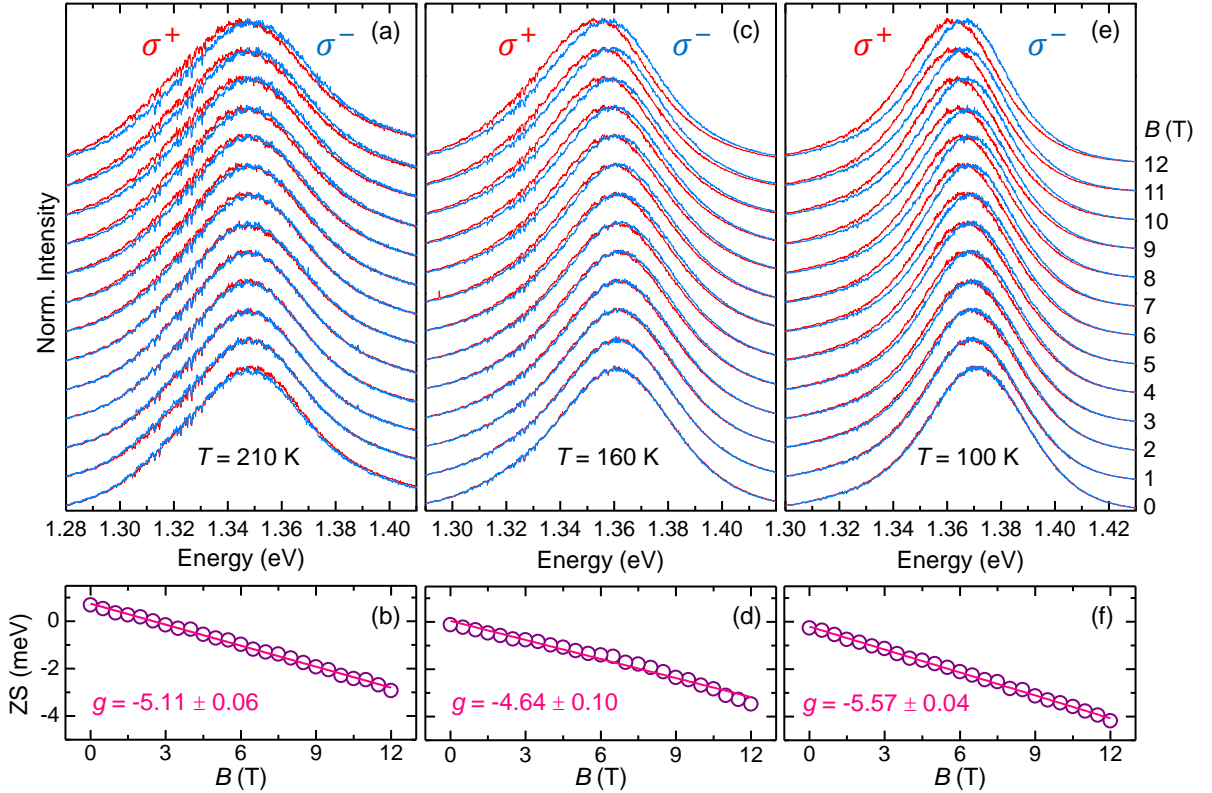 σ+ σ− (a)
σ+ σ− (c)
σ+ σ− (e)
Norm. Intensity
B (T)
12
11
10
9
8
7
6
5
4
3
2
1
0
T = 210 K
T = 160 K
T = 100 K
1.28 1.30 1.32 1.34 1.36 1.38 1.40
1.30 1.32 1.34 1.36 1.38 1.40 1.42
1.30 1.32 1.34 1.36 1.38 1.40 1.42
Energy (eV)
Energy (eV)
Energy (eV)
ZS (meV)
0
-2
-4
(b)
g = -5.11 ± 0.06
(d)
g = -4.64 ± 0.10
(f)
g = -5.57 ± 0.04
0 3 6 9 12
0 3 6 9 12
0 3 6 9 12
B (T)
B (T)
B (T)